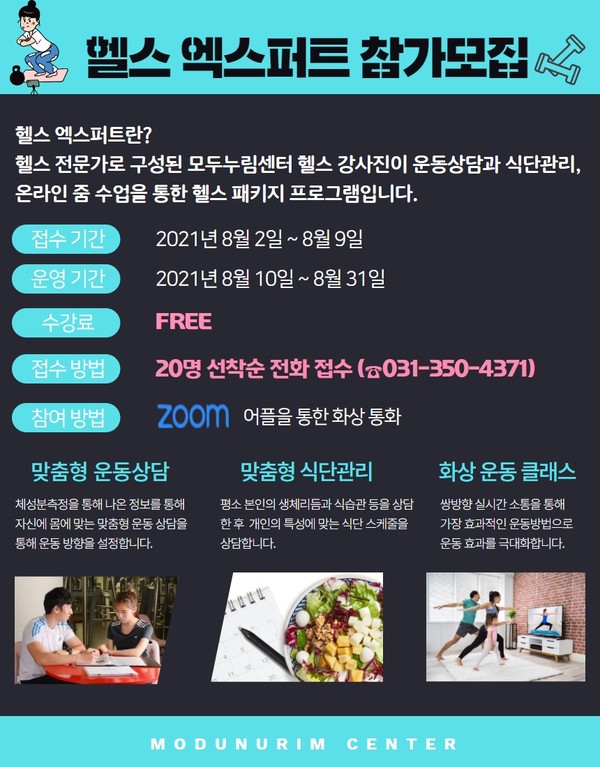 헬스 엑스퍼트 참가모집
헬스 엑스퍼트란?
헬스 전문가로 구성된 모두누림센터 헬스 강사진이 운동상담과 식단관리,
온라인 줌 수업을 통한 헬스 패키지 프로그램입니다.
접수 기간 2021년 8월 2일 ~ 8월 9일
운영 기간 2021년 8월 10일 ~ 8월 31일
수강료 FREE
접수 방법 20명 선착순 전화 접수 (☎031-350-4371)
참여 방법 zoom 어플을 통한 화상 통화
맞춤형 운동상담
체성분측정을 통해 나온 정보를 통해
자신에 몸에 맞는 맞춤형 운동 상담을
통해 운동 방향을 설정합니다.
맞춤형 식단관리
평소 본인의 생체리듬과 식습관 등을 상담
한 후 개인의 특성에 맞는 식단 스케줄을
상담합니다.
화상 운동 클래스
쌍방향 실시간 소통을 통해
가장 효과적인 운동방법으로
운동 효과를 극대화합니다.
MODUNURIM CENTER